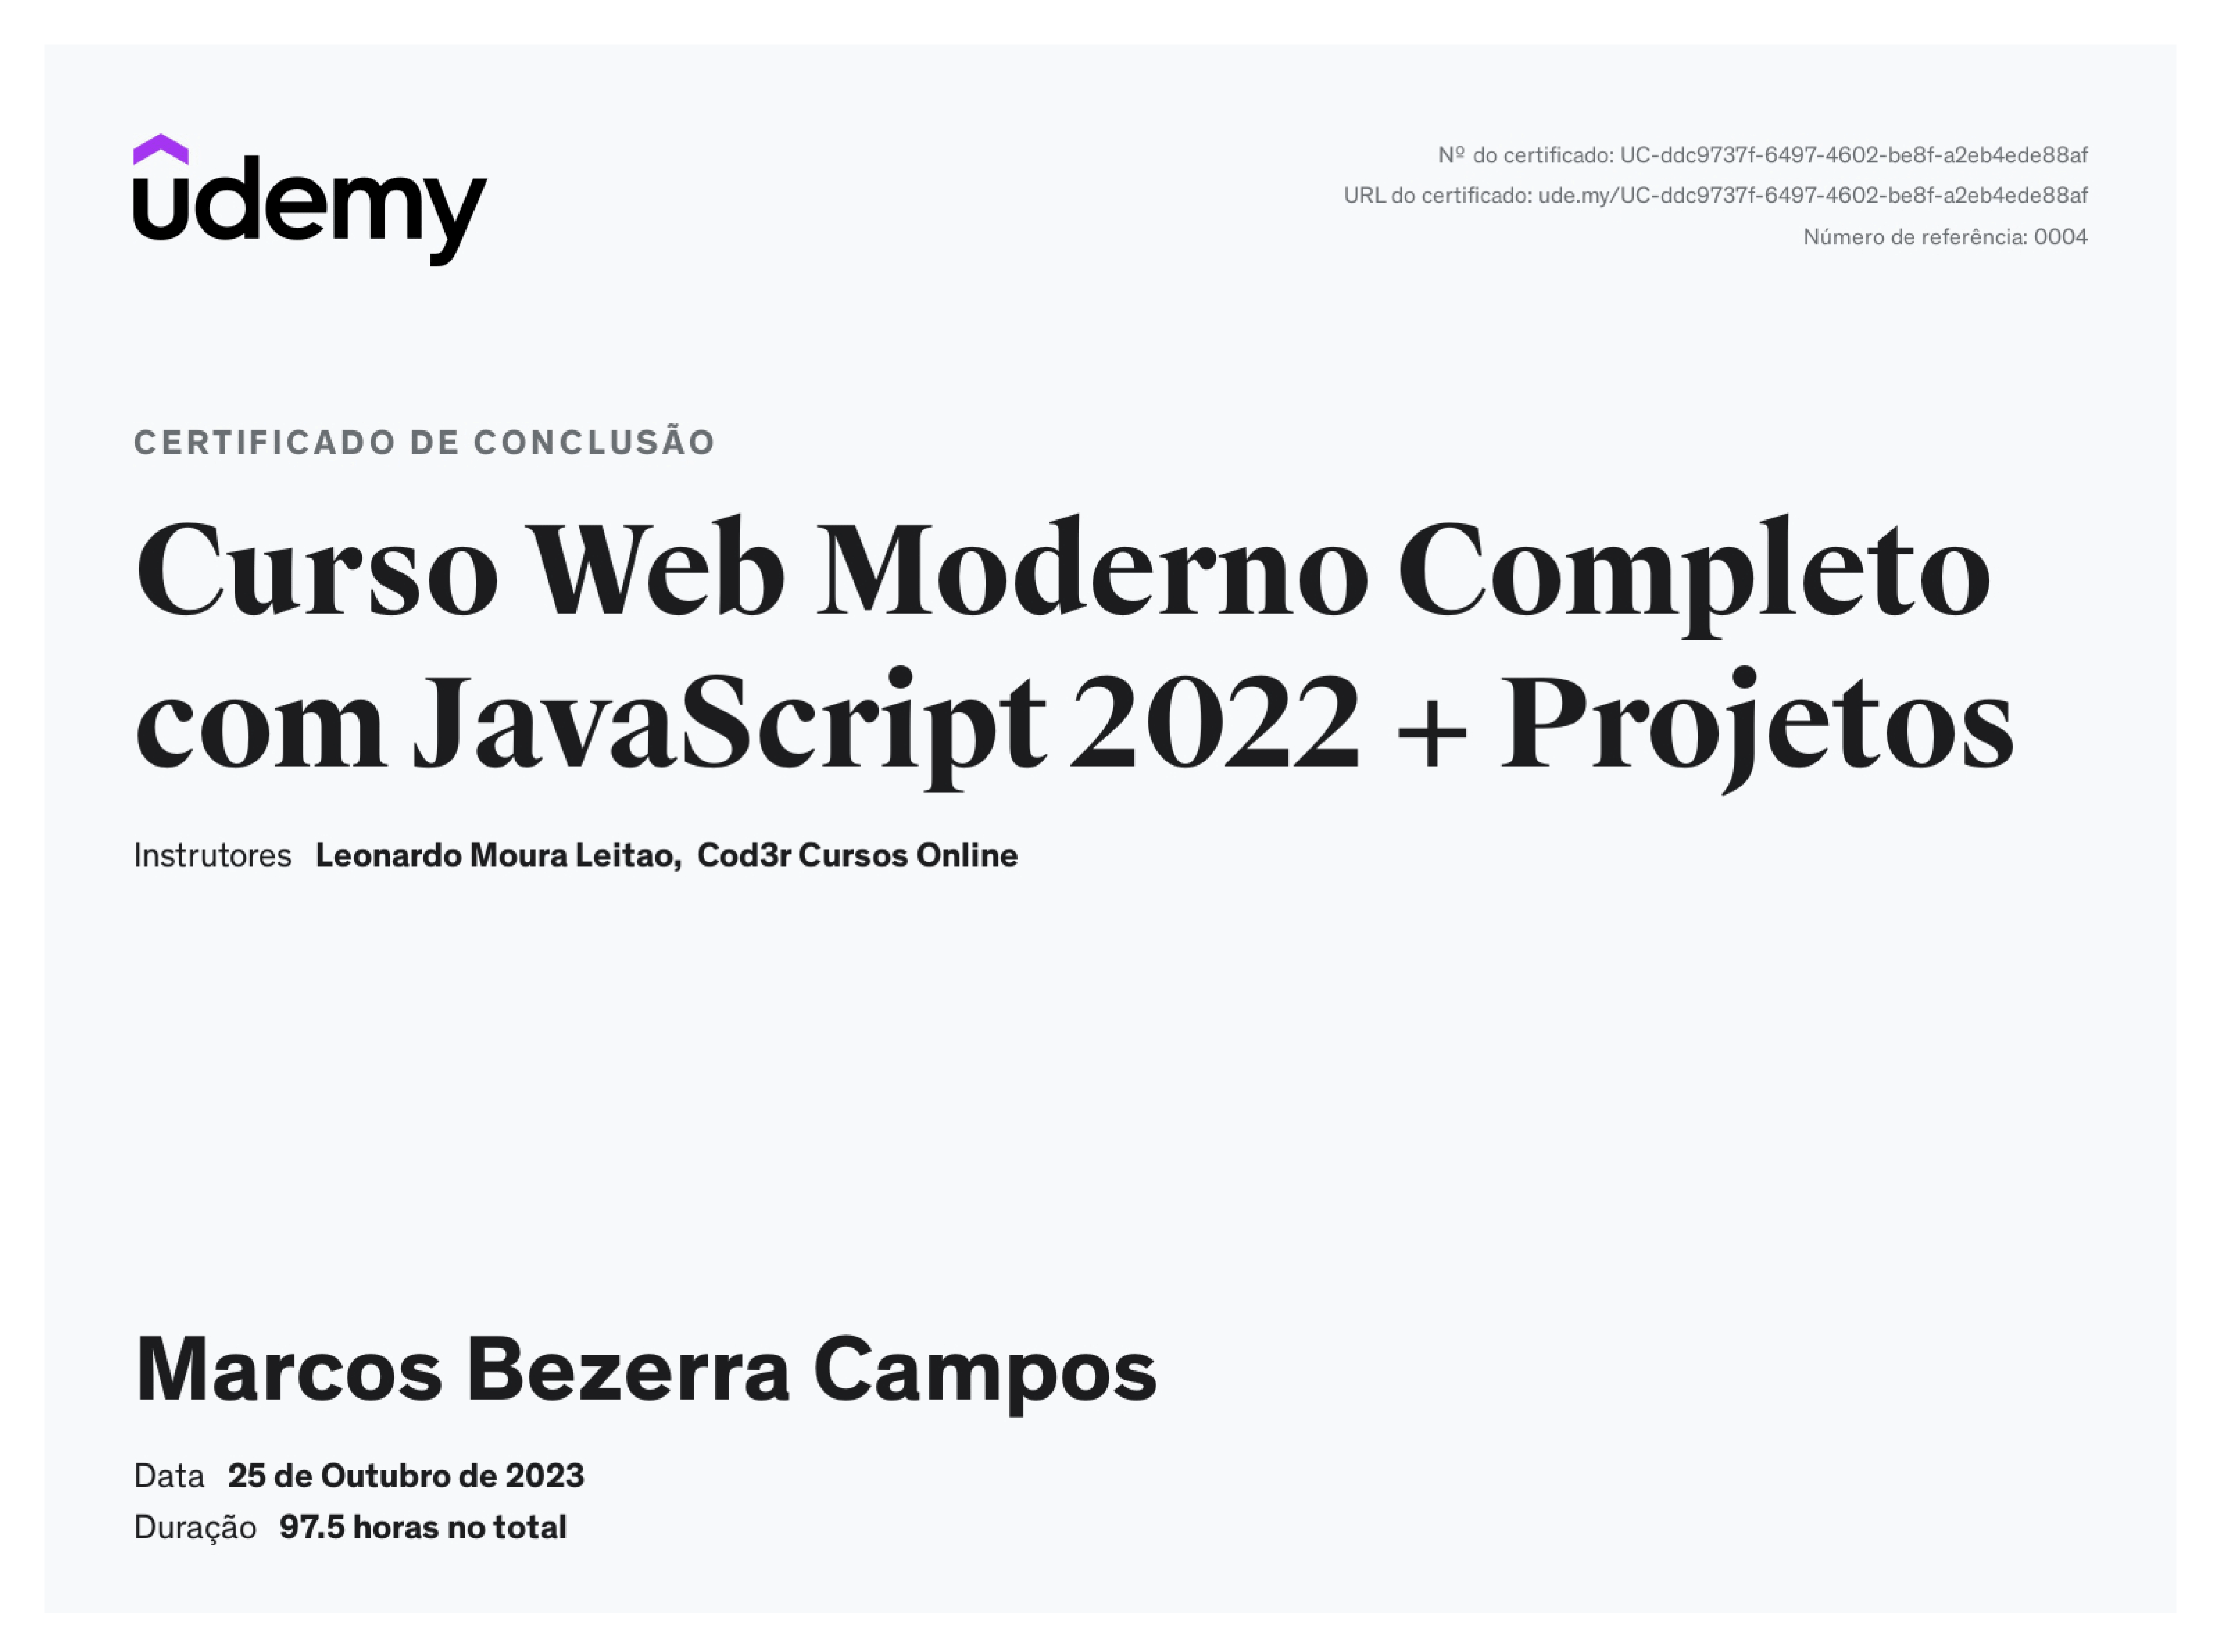 udemy
Nº do certificado: UC-ddc9737f-6497-4602-be8f-a2eb4ede88af
URL do certificado: ude.my/UC-ddc9737f-6497-4602-be8f-a2eb4ede88af
Número de referência: 0004
CERTIFICADO DE CONCLUSÃO
Curso Web Moderno Completo
com JavaScript 2022 + Projetos
Instrutores Leonardo Moura Leitao, Cod3r Cursos Online
Marcos Bezerra Campos
Data 25 de Outubro de 2023
Duração 97.5 horas no total